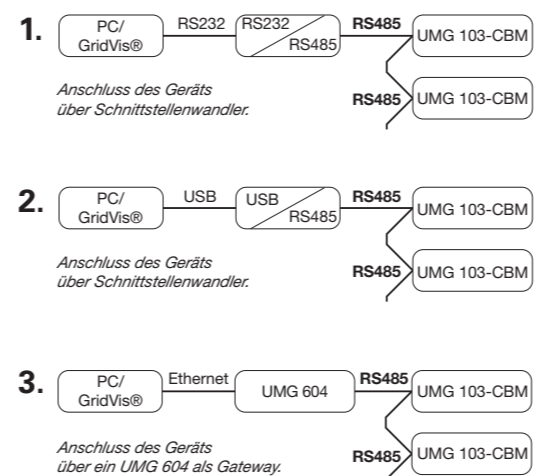 1.
PC/
GridVis®
RS232
RS232
RS485
RS485
UMG 103-CBM
Anschluss des Geräts
über Schnittstellenwandler.
RS485
UMG 103-CBM
2.
PC/
GridVis®
USB
USB
RS485
RS485
UMG 103-CBM
Anschluss des Geräts
über Schnittstellenwandler.
RS485
UMG 103-CBM
3.
PC/
GridVis®
Ethernet
UMG 604
RS485
UMG 103-CBM
Anschluss des Geräts
über ein UMG 604 als Gateway.
RS485
UMG 103-CBM